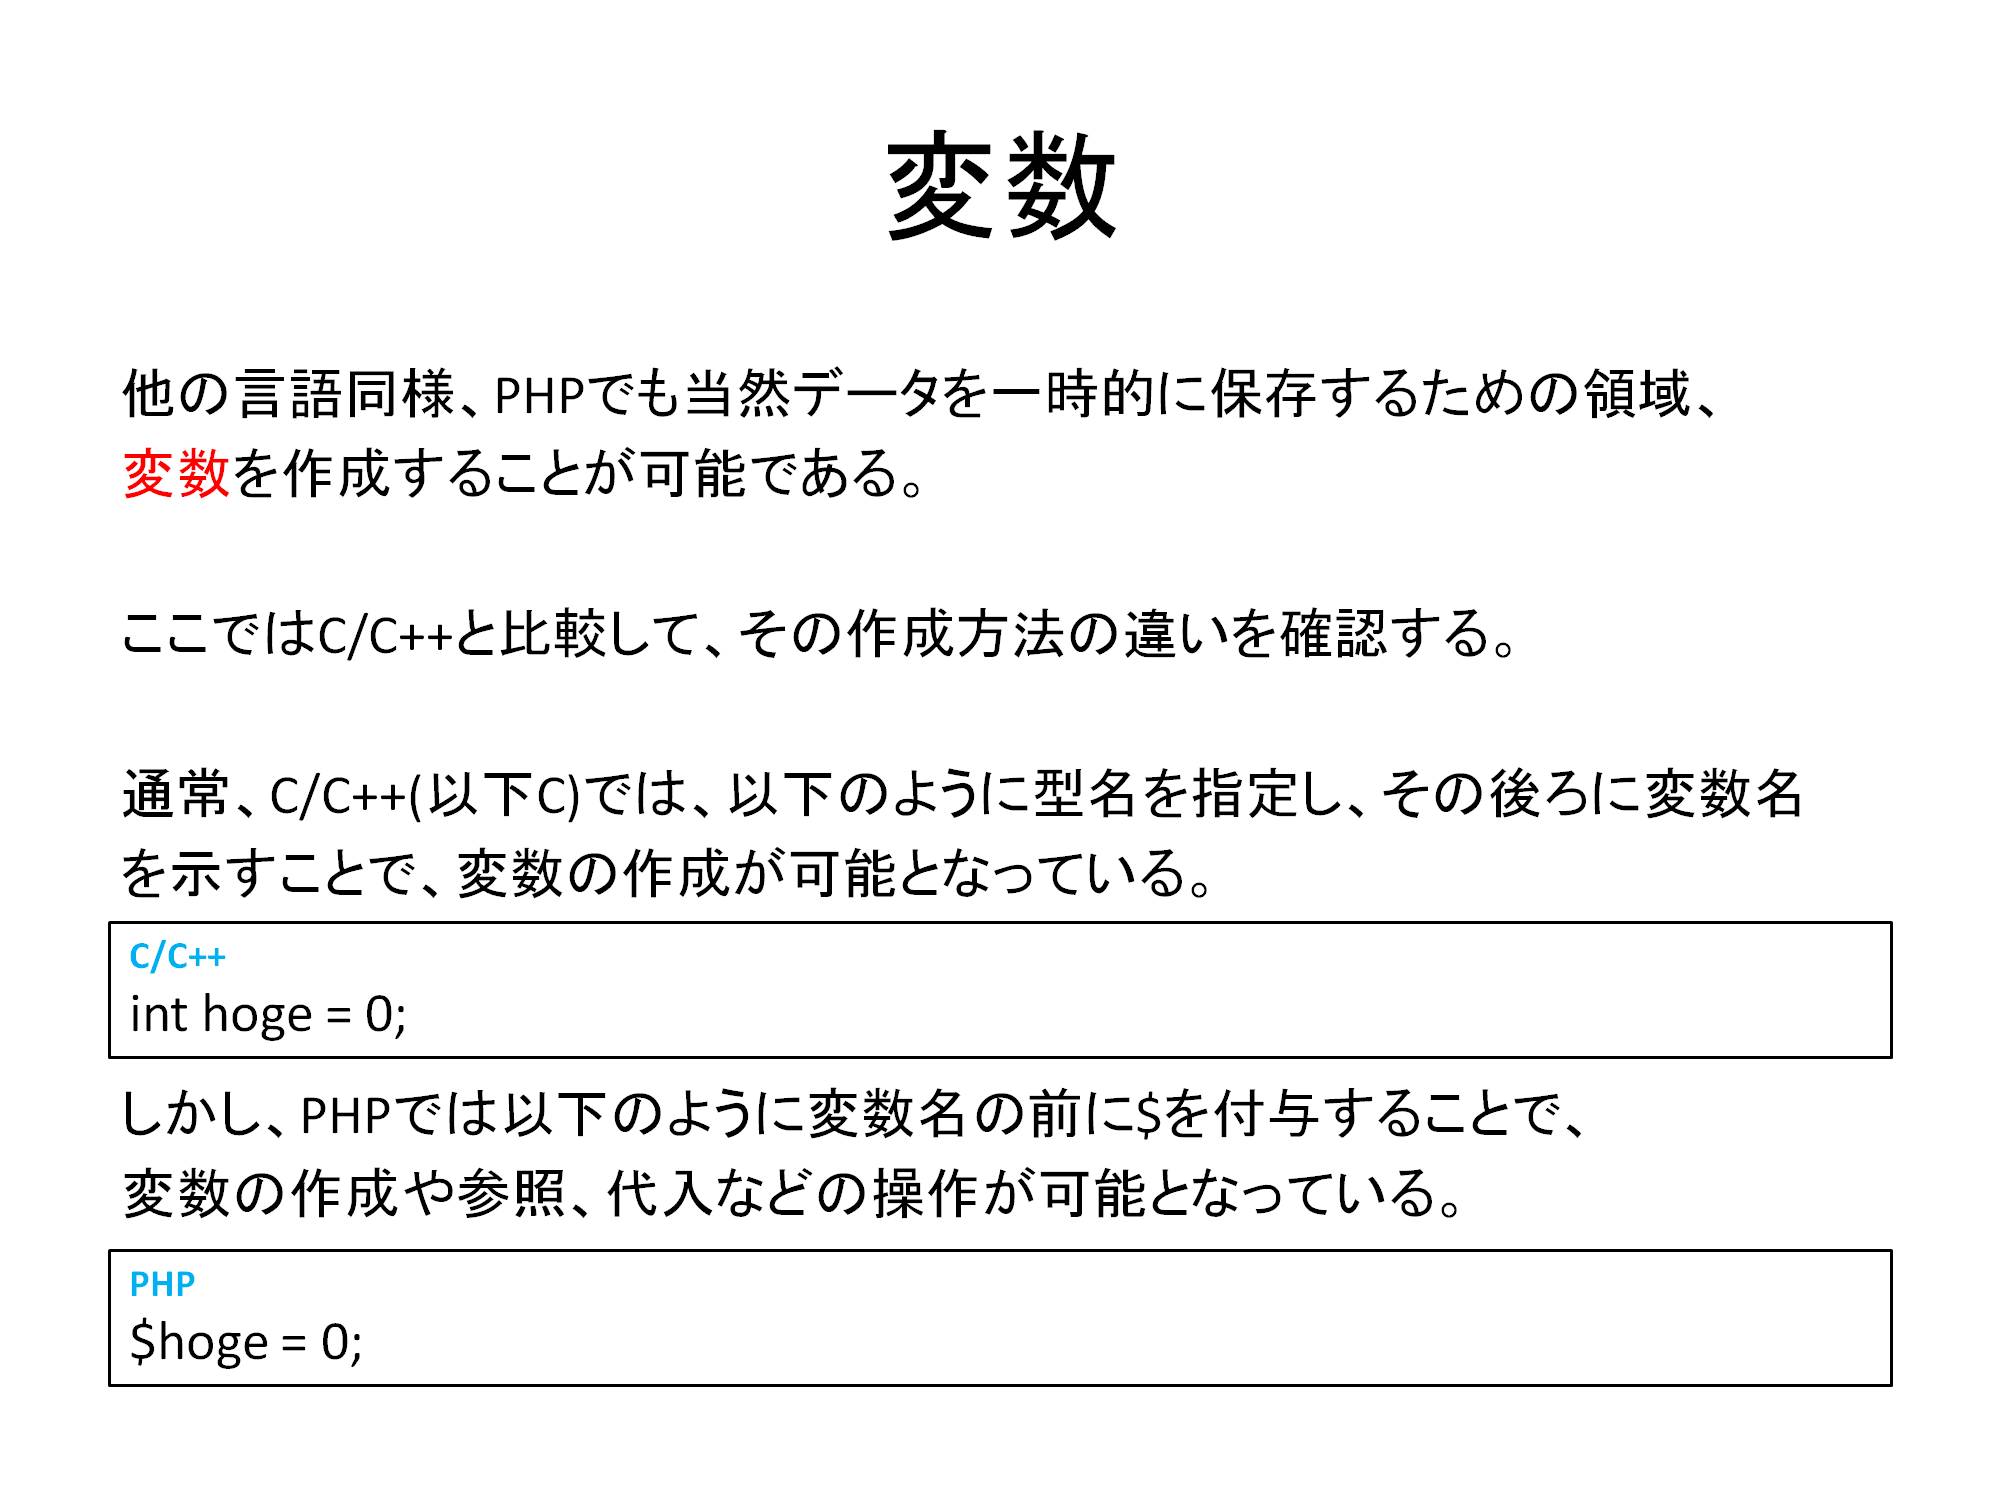 変数
他の言語同様、PHPでも当然データを一時的に保存するための領域、
変数を作成することが可能である。
ここではC/C++と比較して、その作成方法の違いを確認する。
通常、C/C++(以下C)では、以下のように型名を指定し、その後ろに変数名
を示すことで、変数の作成が可能となっている。
C/C++
int hoge = 0;
しかし、PHPでは以下のように変数名の前に$を付与することで、
変数の作成や参照、代入などの操作が可能となっている。
PHP
$hoge = 0;